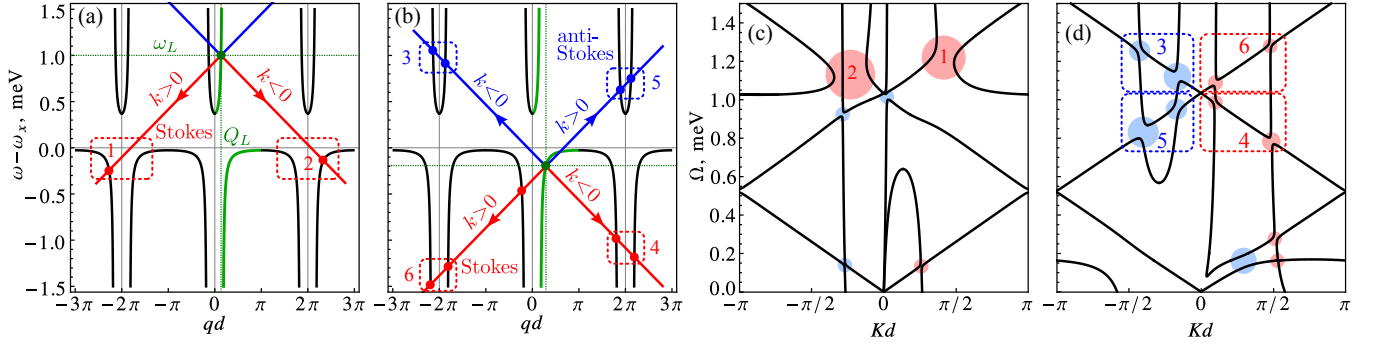 (a)
ω−ω_x, meV
1.5
1.0
0.5
0.0
−0.5
−1.0
−1.5
ω_L
Q_L
k>0
k<0
Stokes
1
2
−3π −2π 0 π 2π 3π
qd
(b)
3
anti-
Stokes
k<0
k>0
5
k>0
k<0
6
Stokes
4
−3π −2π 0 π 2π 3π
qd
(c)
Ω, meV
1.4
1.2
1.0
0.8
0.6
0.4
0.2
0.0
2
1
−π −π/2 0 π/2 π
Kd
(d)
3
6
5
4
−π −π/2 0 π/2 π
Kd